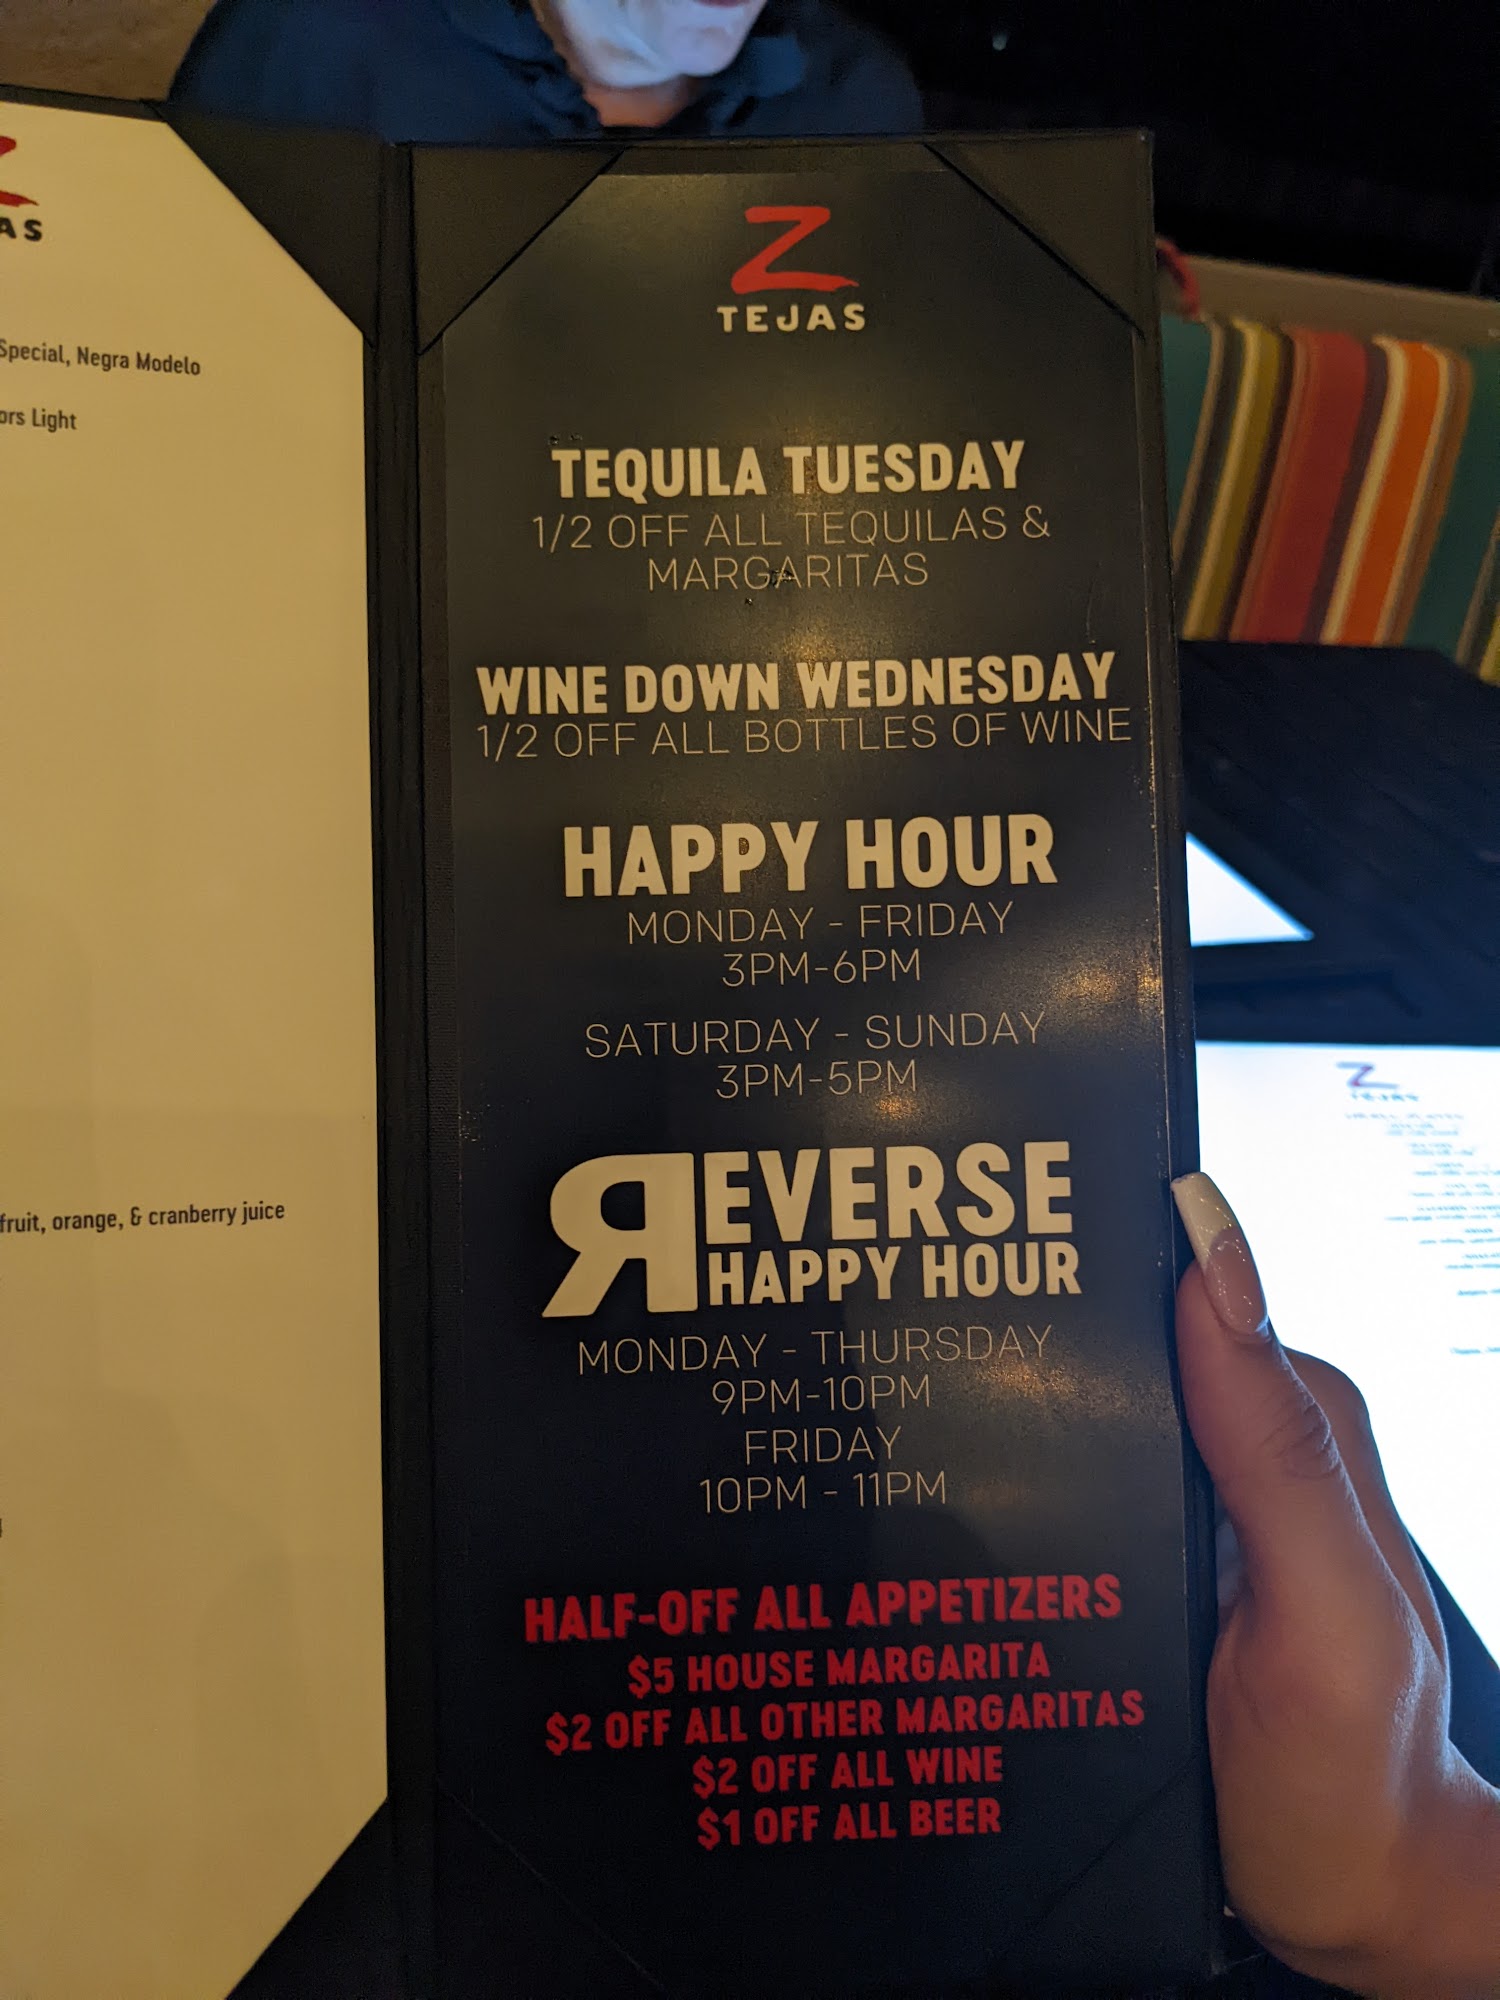 AS
Special, Negra Modelo
ors Light
fruit, orange, & cranberry juice
Z
TEJAS
TEQUILA TUESDAY
1/2 OFF ALL TEQUILAS &
MARGARITAS
WINE DOWN WEDNESDAY
1/2 OFF ALL BOTTLES OF WINE
HAPPY HOUR
MONDAY - FRIDAY
3PM-6PM
SATURDAY - SUNDAY
3PM-5PM
REVERSE
HAPPY HOUR
MONDAY - THURSDAY
9PM-10PM
FRIDAY
10PM - 11PM
HALF-OFF ALL APPETIZERS
$5 HOUSE MARGARITA
$2 OFF ALL OTHER MARGARITAS
$2 OFF ALL WINE
$1 OFF ALL BEER
Z
TEJAS